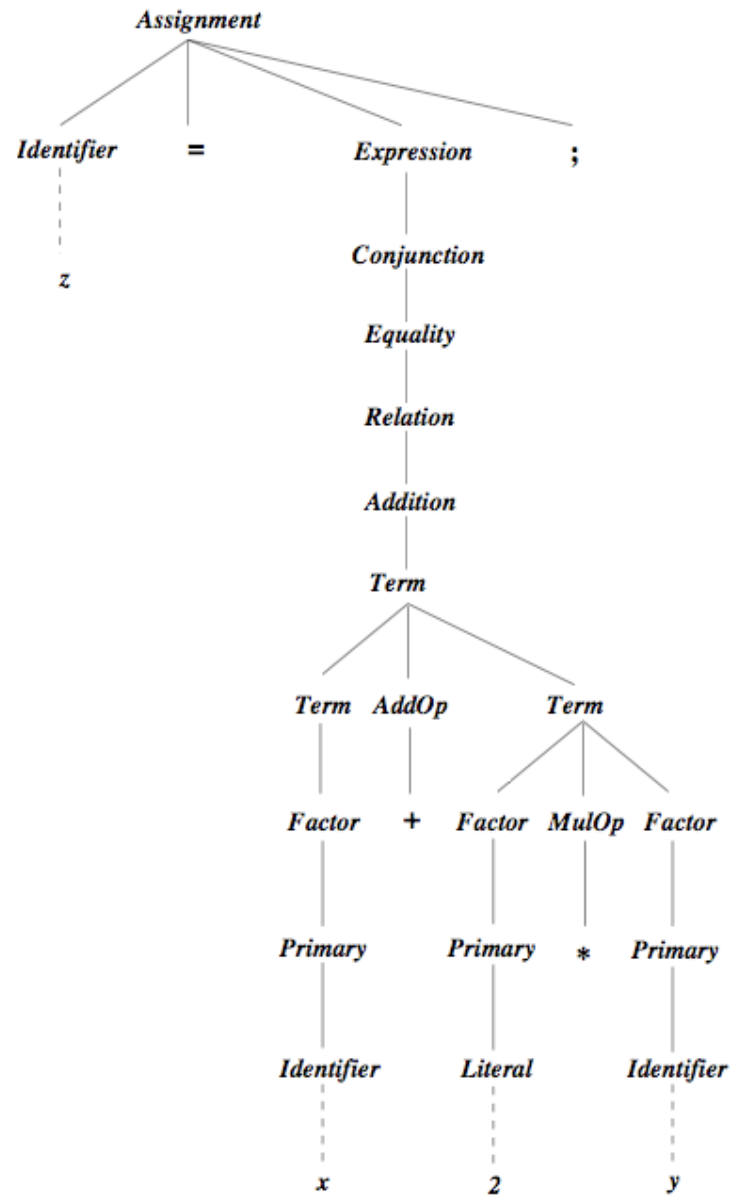 Assignment
Identifier = Expression ;
z
Conjunction
Equality
Relation
Addition
Term
Term AddOp Term
Factor + Factor MulOp Factor
Primary Primary * Primary
Identifier Literal Identifier
x 2 y